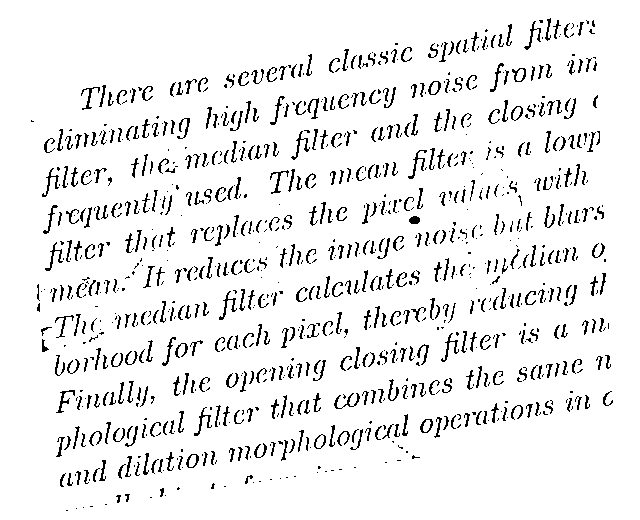 There are several classic spatial filters
eliminating high frequency noise from im
filter, the median filter and the closing
frequently used. The mean filter is a lowp
filter that replaces the pixel values with
mean. It reduces the image noise but blurs
The median filter calculates the median o
borhood for each pixel, thereby reducing th
Finally, the opening closing filter is a m
phological filter that combines the same n
and dilation morphological operations in